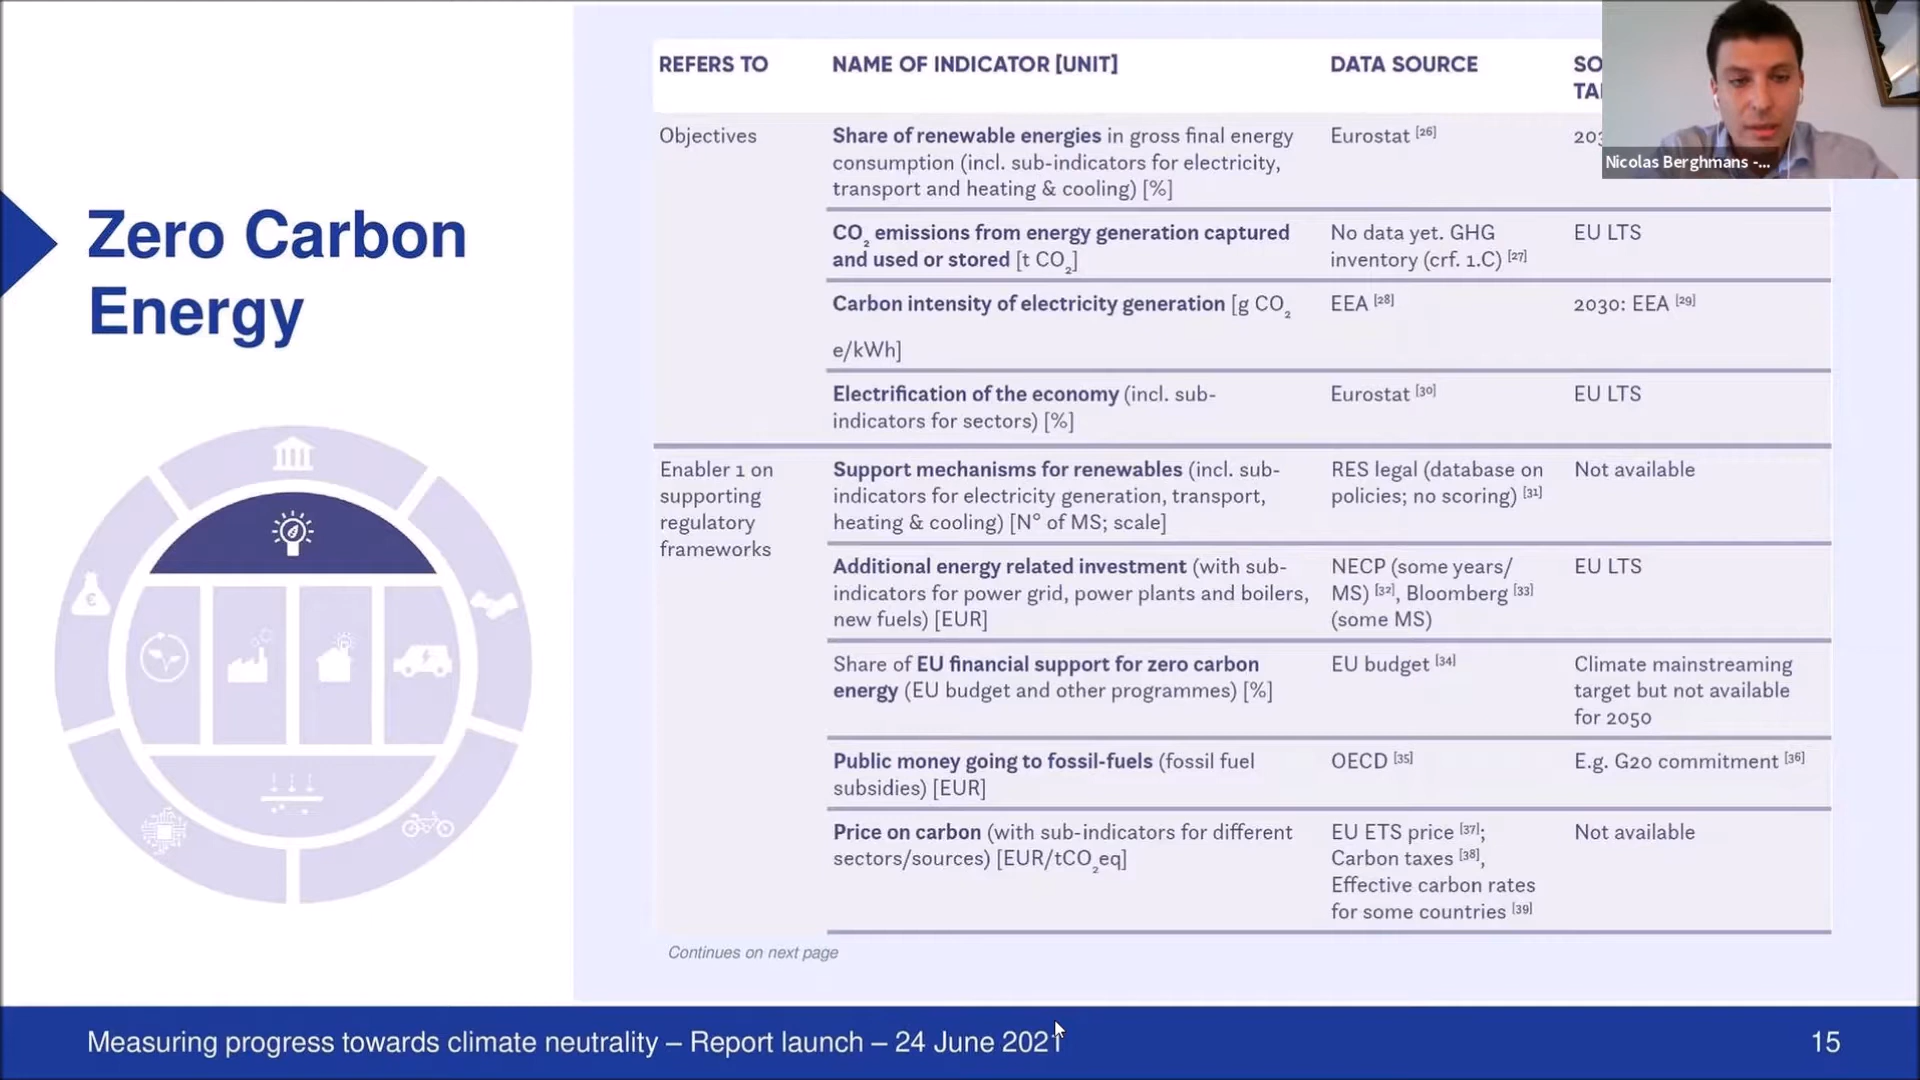 Zero Carbon
Energy
REFERS TO
NAME OF INDICATOR [UNIT]
DATA SOURCE
Objectives
Share of renewable energies in gross final energy
consumption (incl. sub-indicators for electricity,
transport and heating & cooling) [%]
Eurostat [26]
CO₂ emissions from energy generation captured
and used or stored [t CO₂]
No data yet. GHG
inventory (crf. 1.C) [27]
EU LTS
Carbon intensity of electricity generation [g CO₂
e/kWh]
EEA [28]
2030: EEA [29]
Electrification of the economy (incl. sub-
indicators for sectors) [%]
Eurostat [30]
EU LTS
Enabler 1 on
supporting
regulatory
frameworks
Support mechanisms for renewables (incl. sub-
indicators for electricity generation, transport,
heating & cooling) [N° of MS; scale]
RES legal (database on
policies; no scoring) [31]
Not available
Additional energy related investment (with sub-
indicators for power grid, power plants and boilers,
new fuels) [EUR]
NECP (some years/
MS) [32], Bloomberg [33]
(some MS)
EU LTS
Share of EU financial support for zero carbon
energy (EU budget and other programmes) [%]
EU budget [34]
Climate mainstreaming
target but not available
for 2050
Public money going to fossil-fuels (fossil fuel
subsidies) [EUR]
OECD [35]
E.g. G20 commitment [36]
Price on carbon (with sub-indicators for different
sectors/sources) [EUR/tCO₂eq]
EU ETS price [37];
Carbon taxes [38],
Effective carbon rates
for some countries [39]
Not available
Continues on next page
Nicolas Berghmans -...
Measuring progress towards climate neutrality – Report launch – 24 June 2021
15